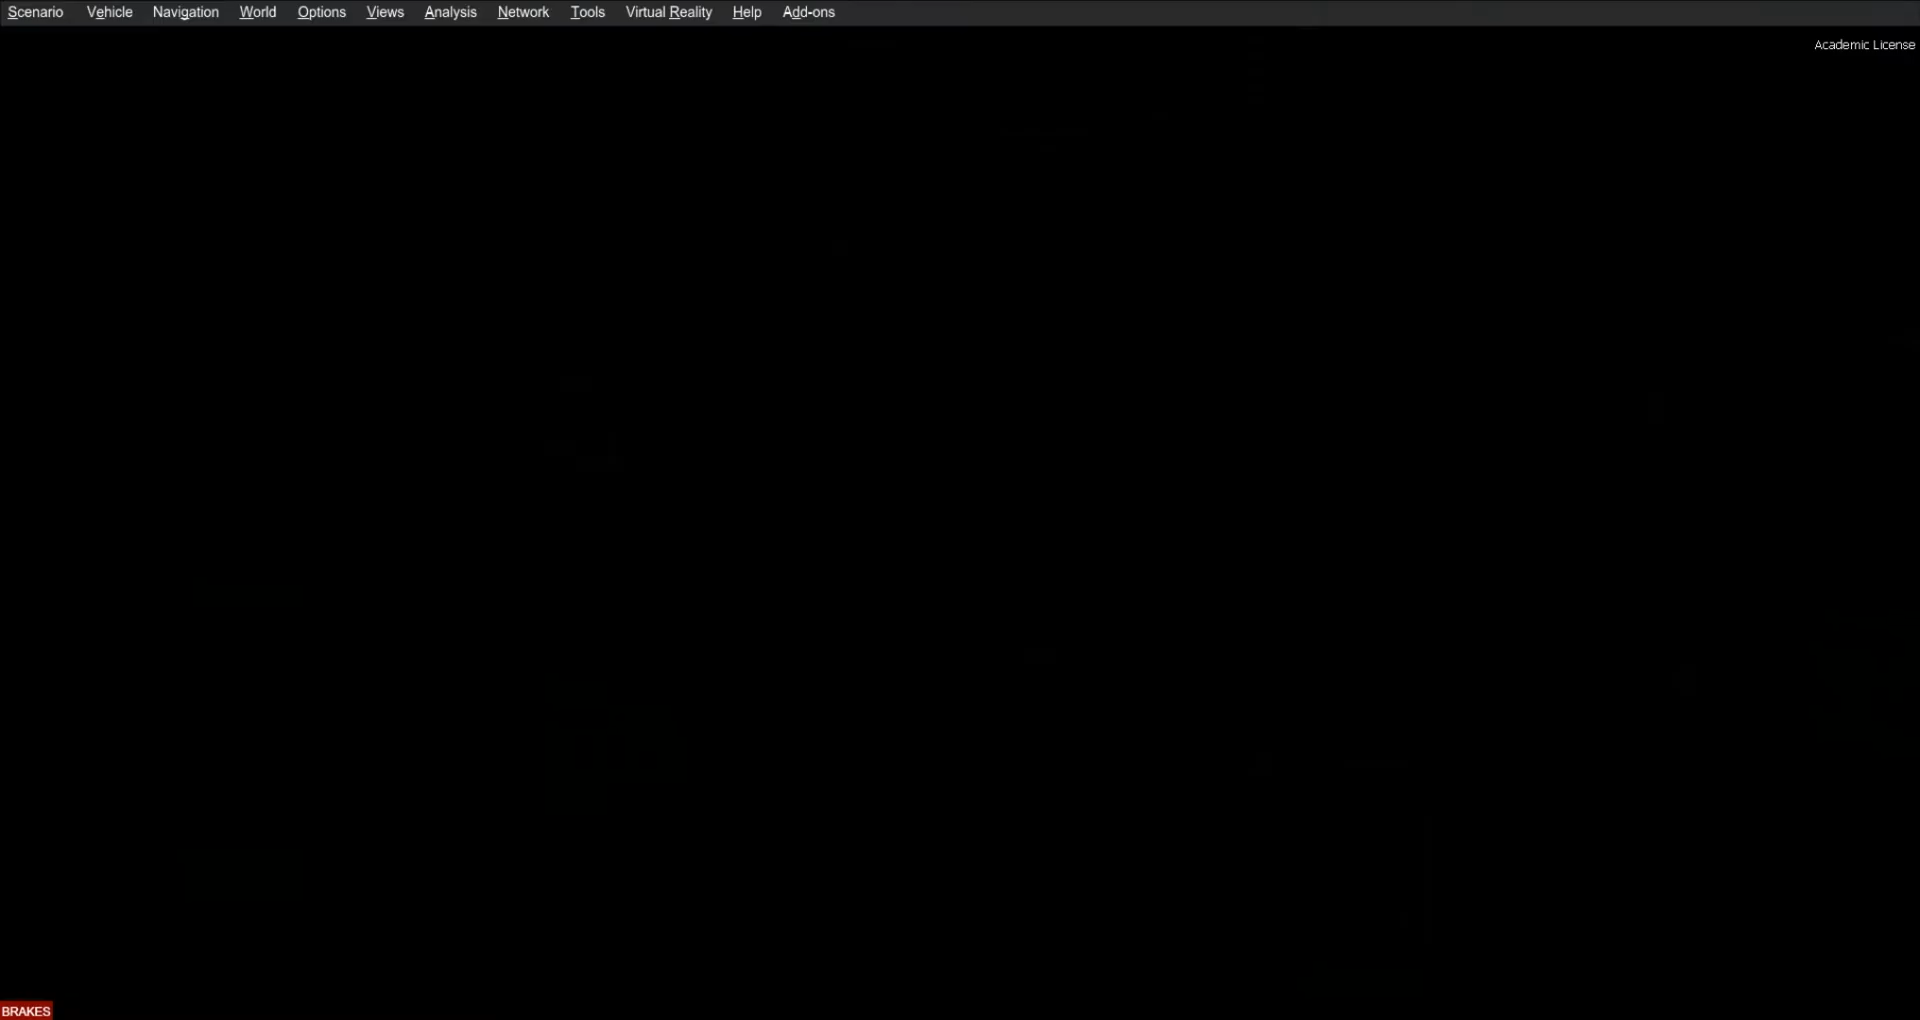 Scenario Vehicle Navigation World Options Views Analysis Network Tools Virtual Reality Help Add-ons
Academic License
BRAKES